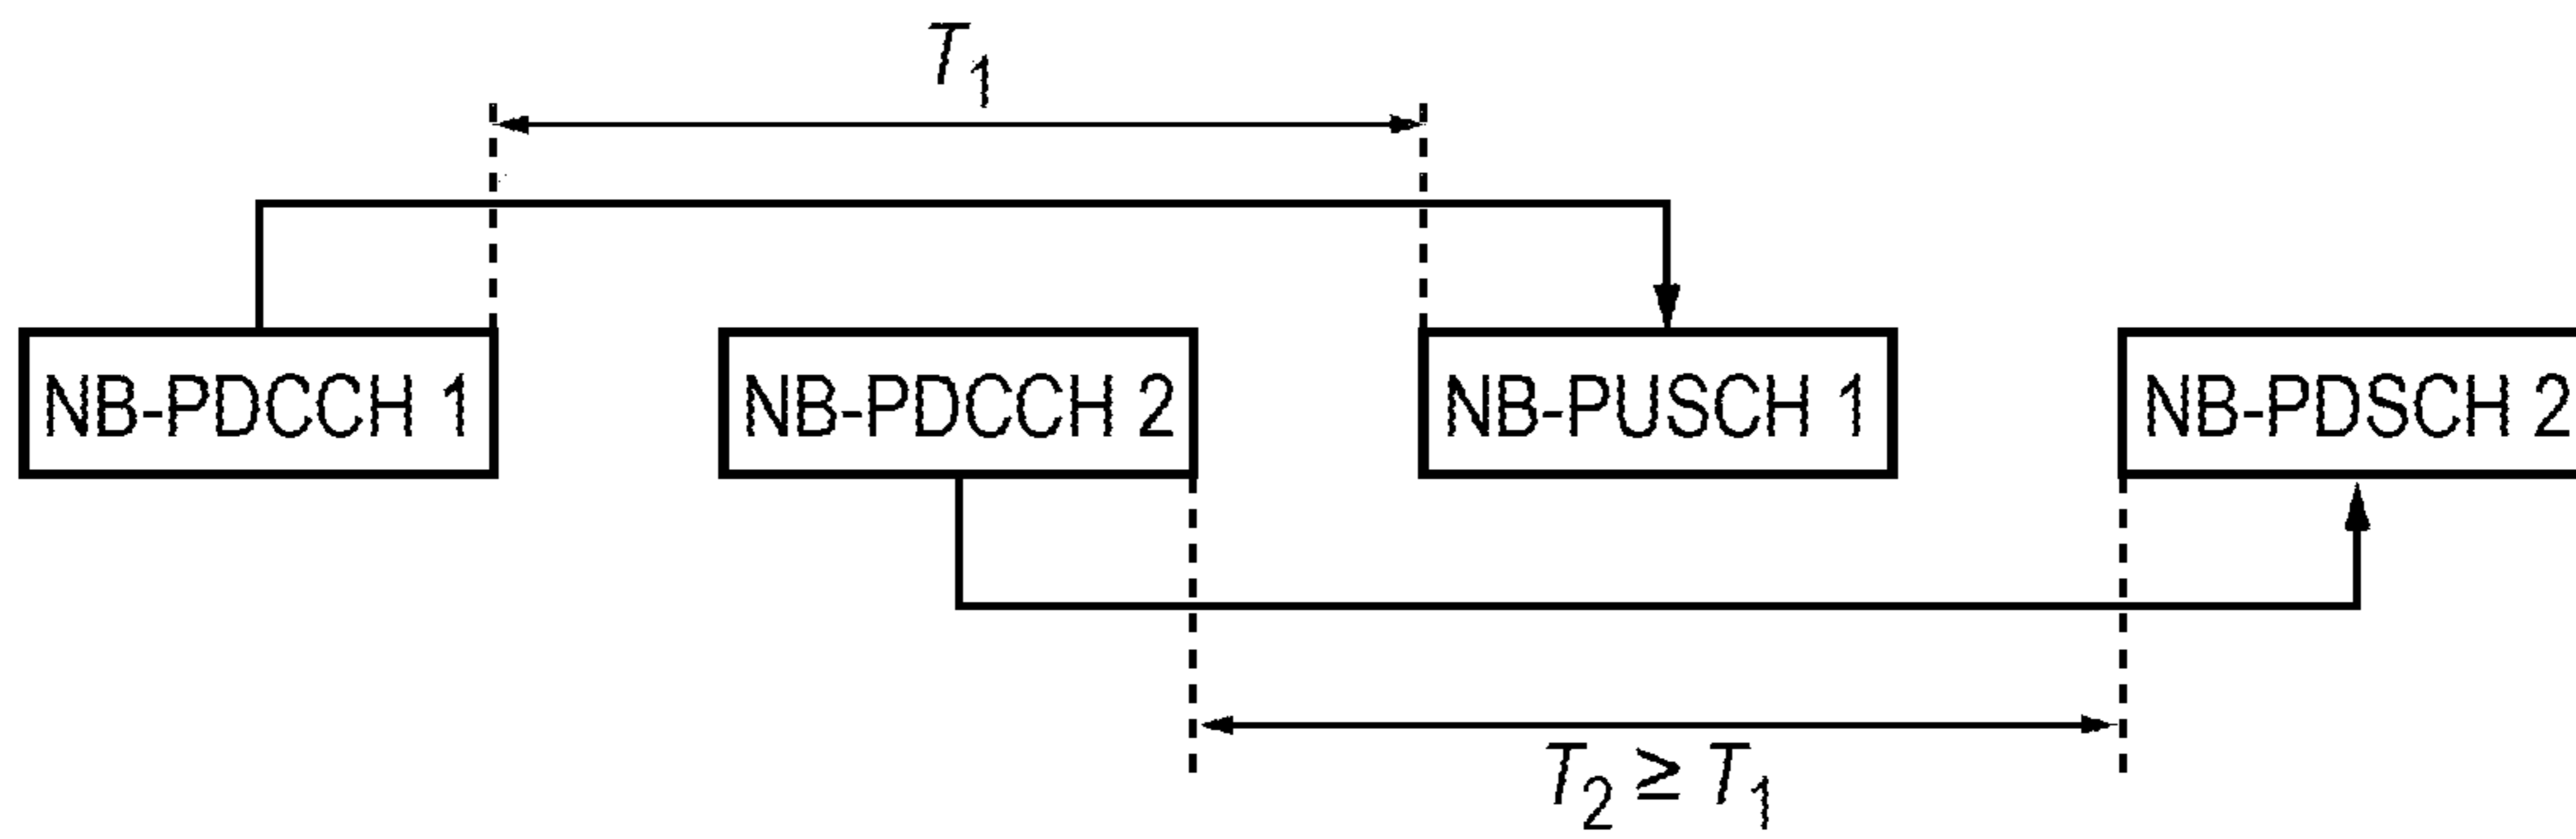 T1
NB-PDCCH 1
NB-PDCCH 2
NB-PUSCH 1
NB-PDSCH 2
T2 ≥ T1